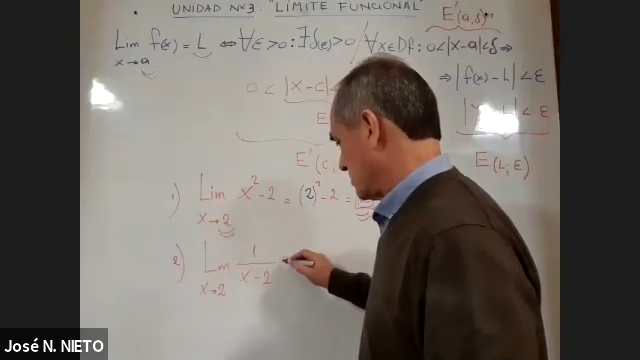 UNIDAD Nº3: "LÍMITE FUNCIONAL"
E'(a,δ)
Lim f(x) = L ⇔ ∀ε>0 : ∃ δ(ε)>0 / ∀x∈Df : 0<|x-a|<δ ⇒
x→a
⇒ |f(x)-L|<ε
0 < |x-c|<
< ε
E
E'(c,
E(L,ε)
1) Lim x²-2 = (2)²-2 =
x→2
2) Lim 1/x-2
x→2
José N. NIETO